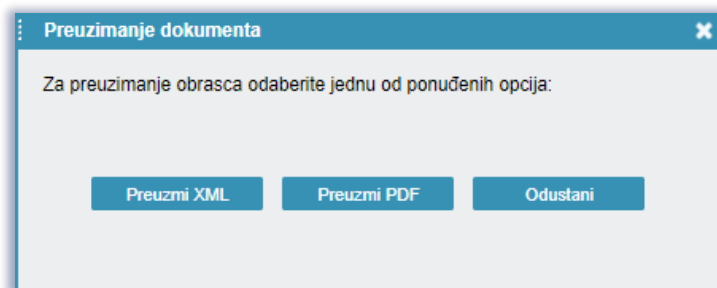 Preuzimanje dokumenta
Za preuzimanje obrasca odaberite jednu od ponuđenih opcija:
Preuzmi XML Preuzmi PDF Odustani